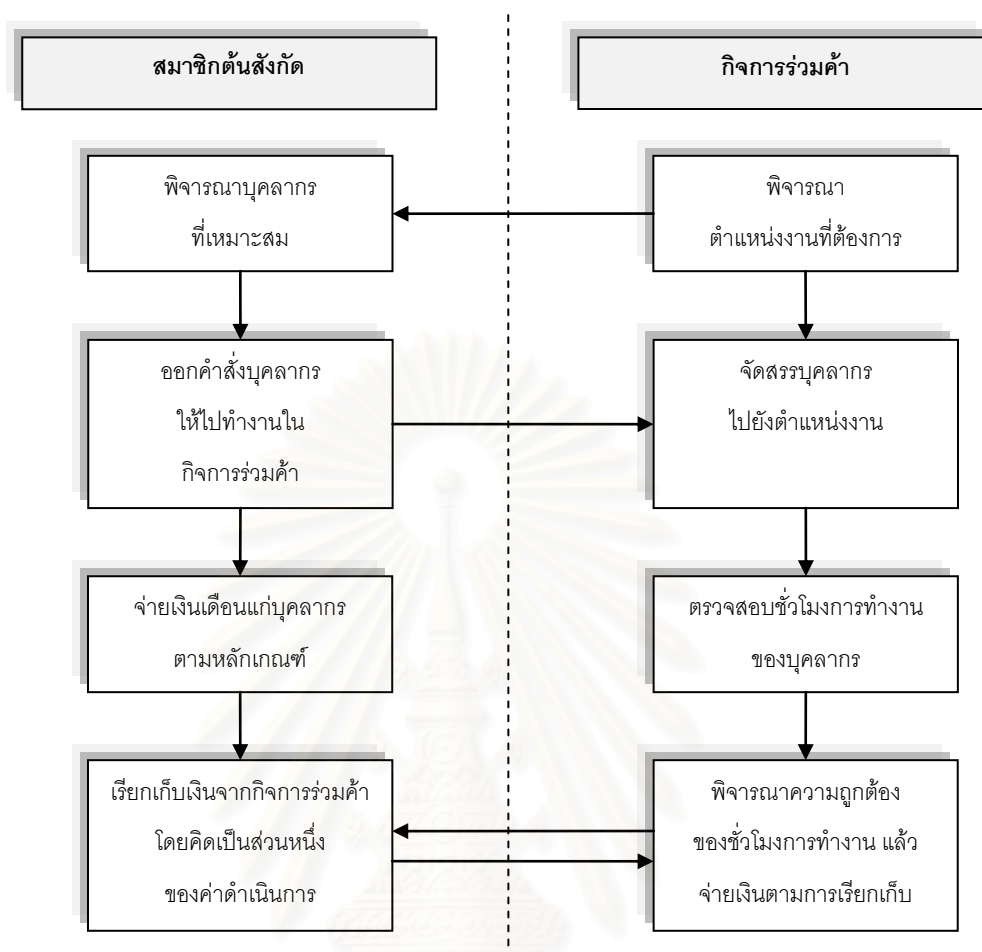 สมาชิกต้นสังกัด
กิจการร่วมค้า
พิจารณาบุคลากร
ที่เหมาะสม
พิจารณา
ตำแหน่งงานที่ต้องการ
ออกคำสั่งบุคลากร
ให้ไปทำงานใน
กิจการร่วมค้า
จัดสรรบุคลากร
ไปยังตำแหน่งงาน
จ่ายเงินเดือนแก่บุคลากร
ตามหลักเกณฑ์
ตรวจสอบชั่วโมงการทำงาน
ของบุคลากร
เรียกเก็บเงินจากกิจการร่วมค้า
โดยคิดเป็นส่วนหนึ่ง
ของค่าดำเนินการ
พิจารณาความถูกต้อง
ของชั่วโมงการทำงาน แล้ว
จ่ายเงินตามการเรียกเก็บ